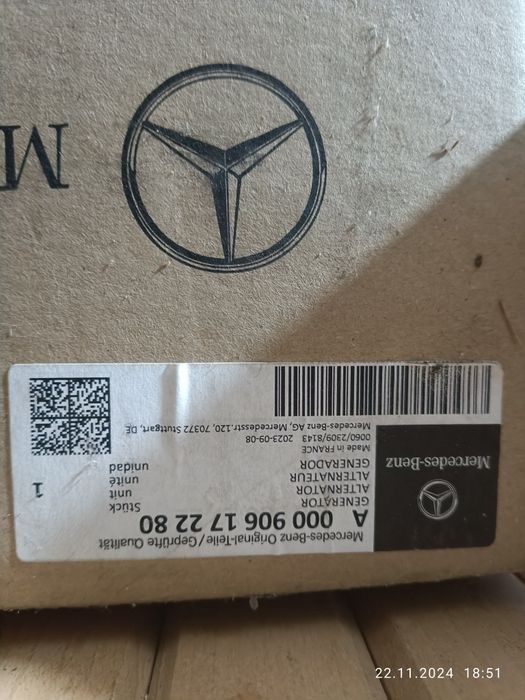 M
Mercedes-Benz
Mercedes-Benz Original-Teile/Geprüfte Qualität
A 000 906 17 22 80
GENERATOR
ALTERNATOR
ALTERNATEUR
GENERADOR
Stück
unit
unité
unidad
1
Made in FRANCE
0060/2309/8143 2023-09-08
Mercedes-Benz AG, Mercedesstr.120, 70372 Stuttgart, DE
22.11.2024 18:51